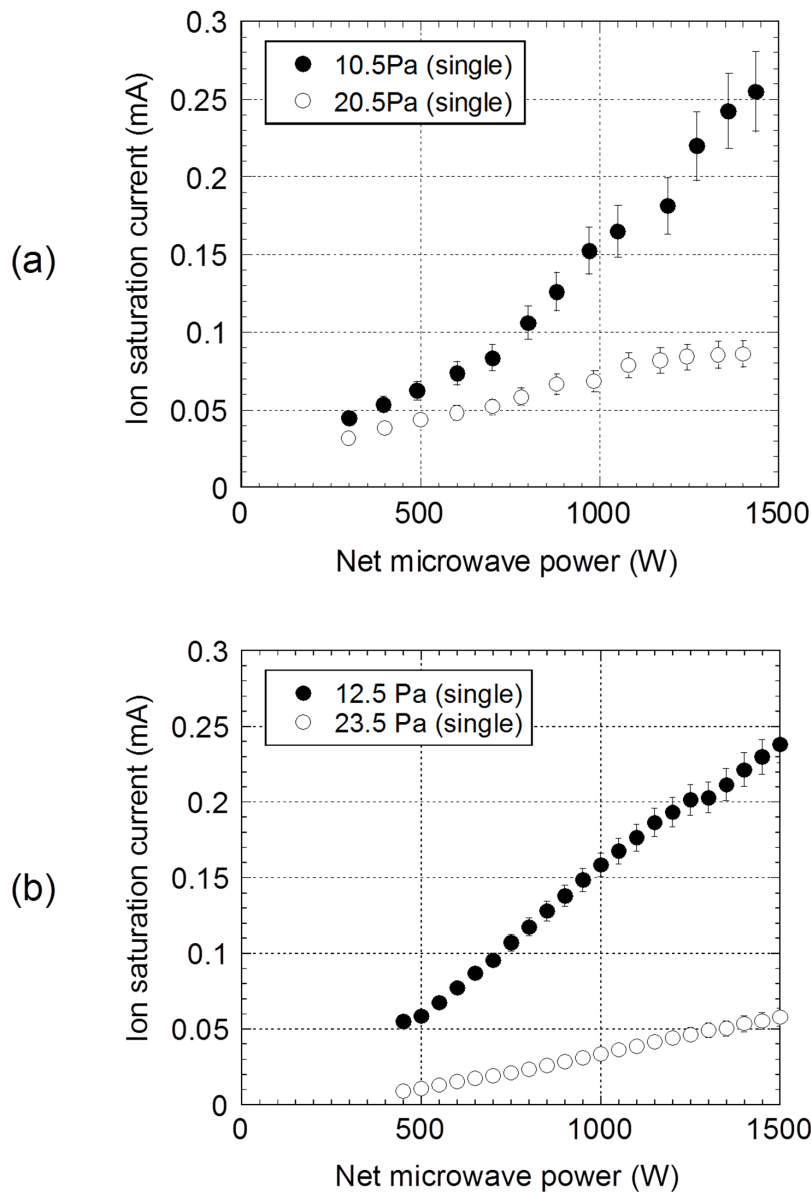 (a)
Ion saturation current (mA)
0.3
0.25
0.2
0.15
0.1
0.05
0
10.5Pa (single)
20.5Pa (single)
0 500 1000 1500
Net microwave power (W)
(b)
Ion saturation current (mA)
0.3
0.25
0.2
0.15
0.1
0.05
0
12.5 Pa (single)
23.5 Pa (single)
0 500 1000 1500
Net microwave power (W)